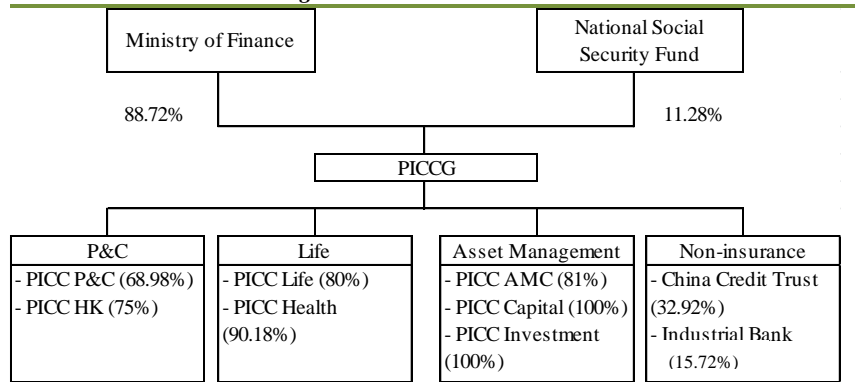 Ministry of Finance
National Social
Security Fund
88.72%
11.28%
PICCG
P&C
- PICC P&C (68.98%)
- PICC HK (75%)
Life
- PICC Life (80%)
- PICC Health
(90.18%)
Asset Management
- PICC AMC (81%)
- PICC Capital (100%)
- PICC Investment
(100%)
Non-insurance
- China Credit Trust
(32.92%)
- Industrial Bank
(15.72%)